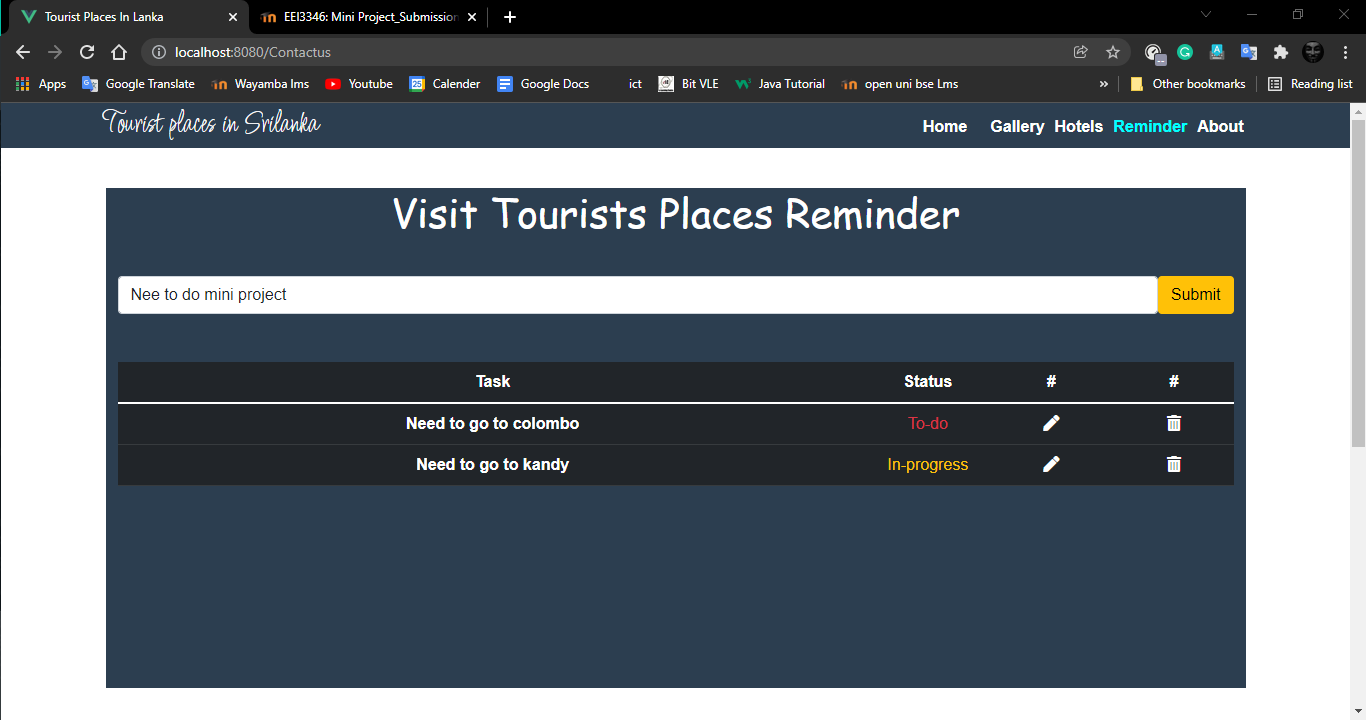 Tourist Places In Lanka
EEI3346: Mini Project_Submission
localhost:8080/Contactus
Apps Google Translate Wayamba lms Youtube 25 Calender Google Docs ict Bit VLE Java Tutorial open uni bse Lms » Other bookmarks Reading list
Tourist places in Srilanka Home Gallery Hotels Reminder About
Visit Tourists Places Reminder
Nee to do mini project Submit
Task Status # #
Need to go to colombo To-do
Need to go to kandy In-progress